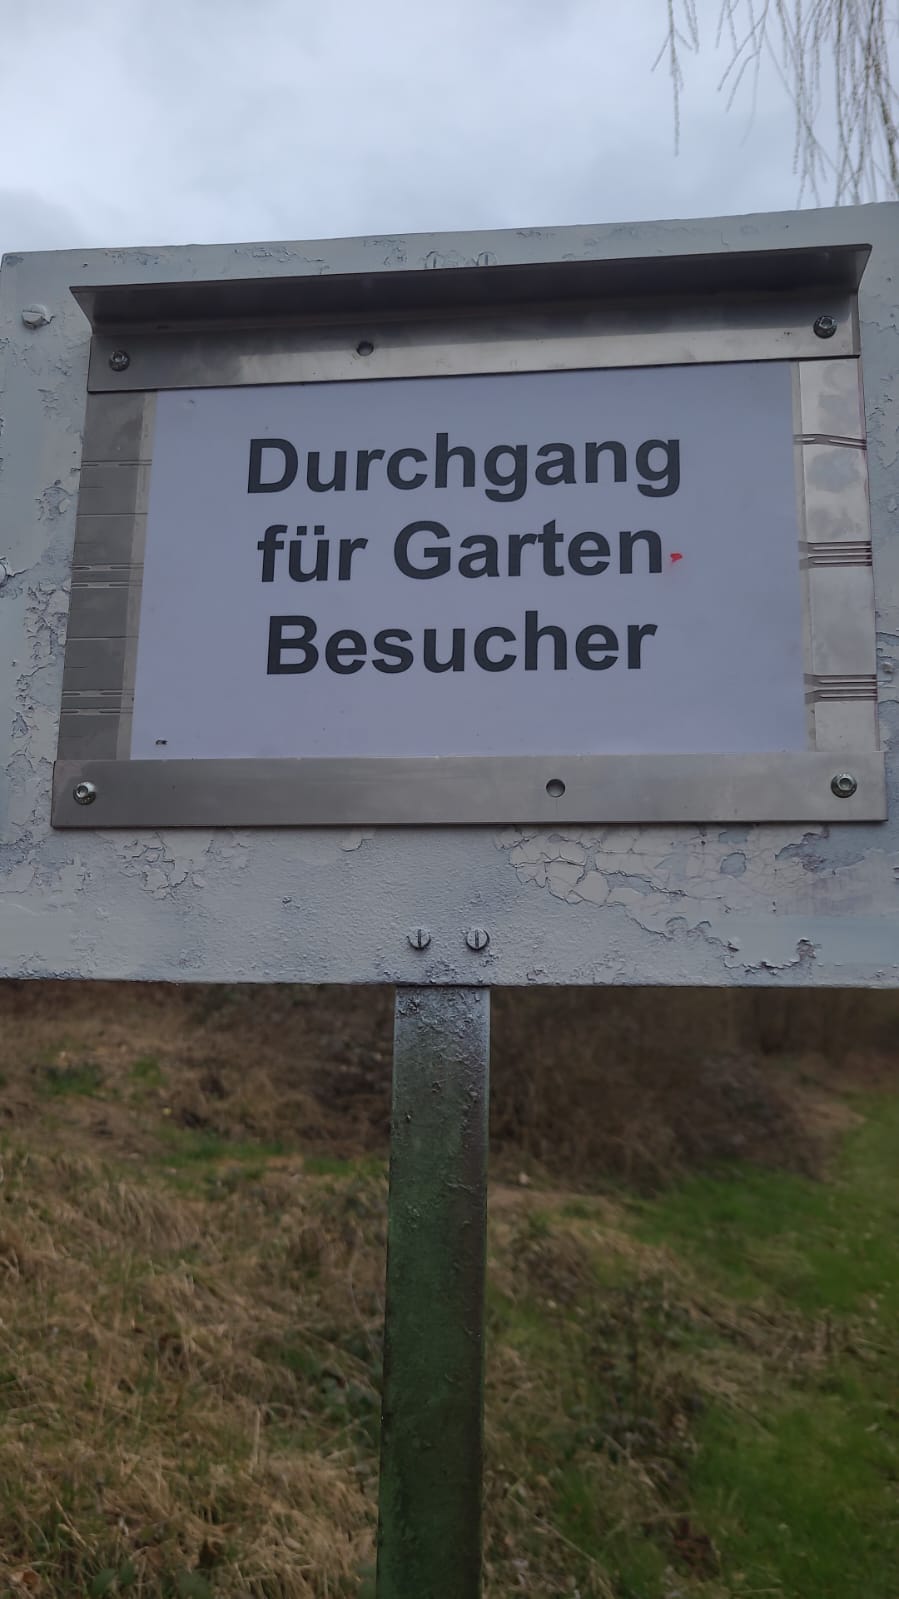 Durchgang
für Garten
Besucher